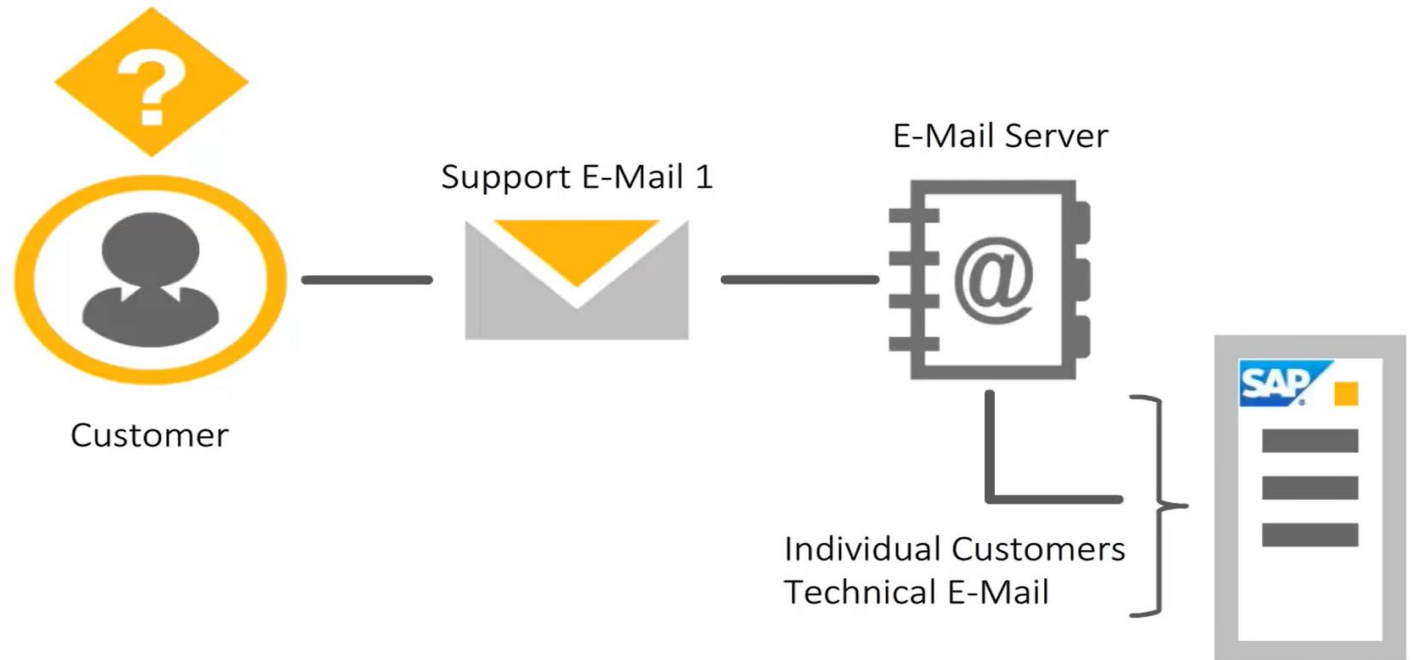 ?
E-Mail Server
Support E-Mail 1
@
SAP®
Customer
Individual Customers
Technical E-Mail